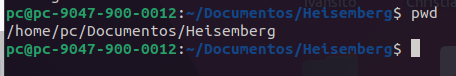 pc@pc-9047-900-0012:~/Documentos/Heisemberg$ pwd
/home/pc/Documentos/Heisemberg
pc@pc-9047-900-0012:~/Documentos/Heisemberg$